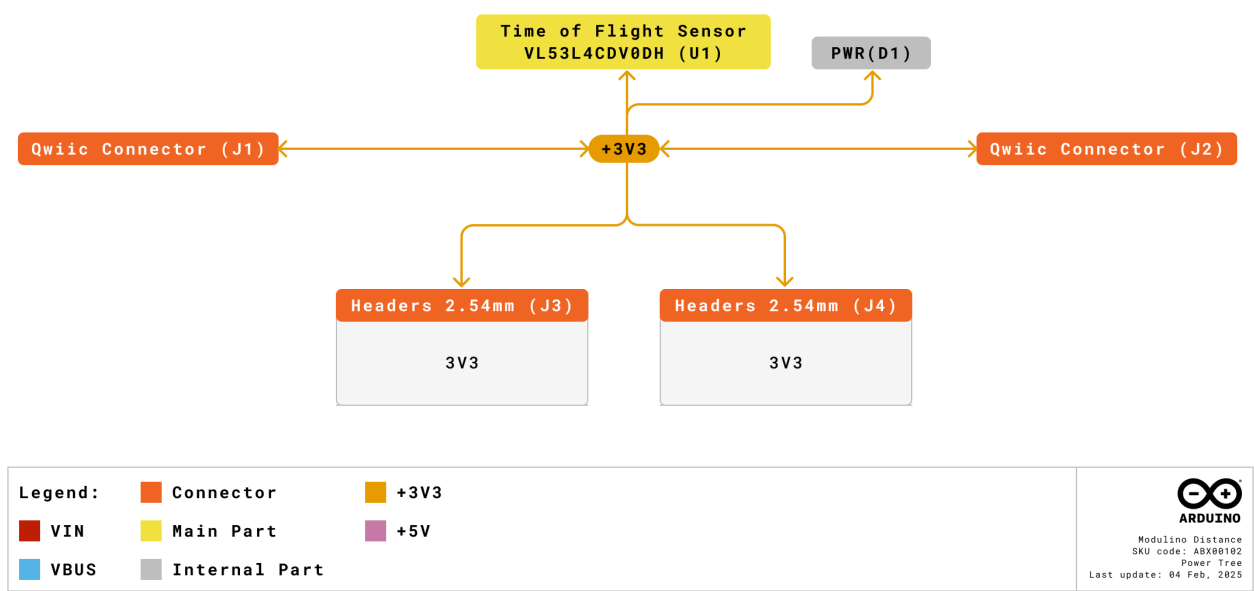 Time of Flight Sensor
VL53L4CDV0DH (U1)
PWR(D1)
Qwiic Connector (J1)
+3V3
Qwiic Connector (J2)
Headers 2.54mm (J3)
Headers 2.54mm (J4)
3V3
3V3
Legend:
Connector
+3V3
VIN
Main Part
+5V
VBUS
Internal Part
ARDUINO
Modulino Distance
SKU code: ABX00102
Power Tree
Last update: 04 Feb, 2025